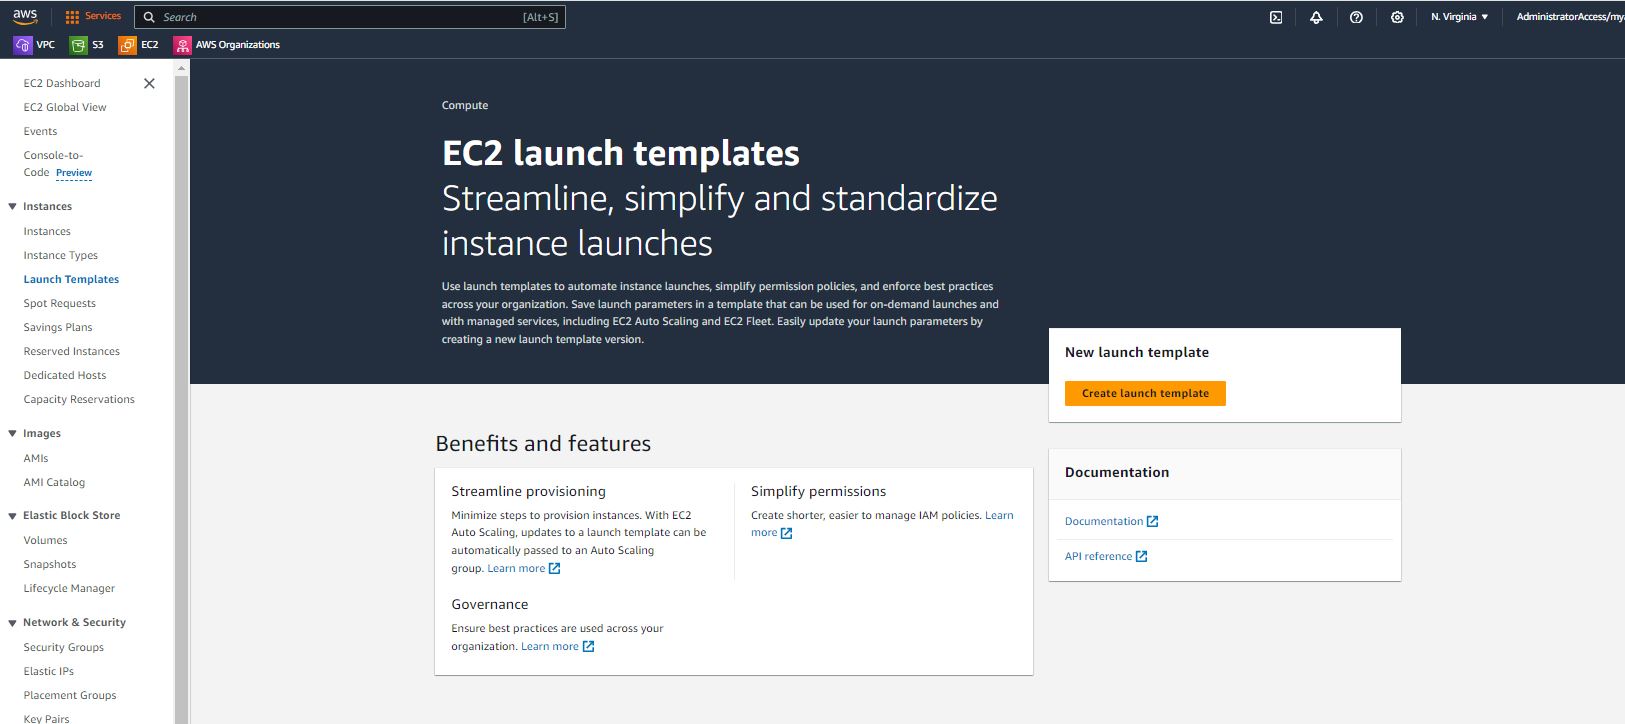 aws
Services
Search
[Alt+S]
N. Virginia
AdministratorAccess/my
VPC
S3
EC2
AWS Organizations
EC2 Dashboard
EC2 Global View
Events
Console-to-
Code Preview
Instances
Instances
Instance Types
Launch Templates
Spot Requests
Savings Plans
Reserved Instances
Dedicated Hosts
Capacity Reservations
Images
AMIs
AMI Catalog
Elastic Block Store
Volumes
Snapshots
Lifecycle Manager
Network & Security
Security Groups
Elastic IPs
Placement Groups
Key Pairs
Compute
EC2 launch templates
Streamline, simplify and standardize
instance launches
Use launch templates to automate instance launches, simplify permission policies, and enforce best practices
across your organization. Save launch parameters in a template that can be used for on-demand launches and
with managed services, including EC2 Auto Scaling and EC2 Fleet. Easily update your launch parameters by
creating a new launch template version.
New launch template
Create launch template
Benefits and features
Streamline provisioning
Minimize steps to provision instances. With EC2
Auto Scaling, updates to a launch template can be
automatically passed to an Auto Scaling
group. Learn more
Simplify permissions
Create shorter, easier to manage IAM policies. Learn
more
Governance
Ensure best practices are used across your
organization. Learn more
Documentation
Documentation
API reference